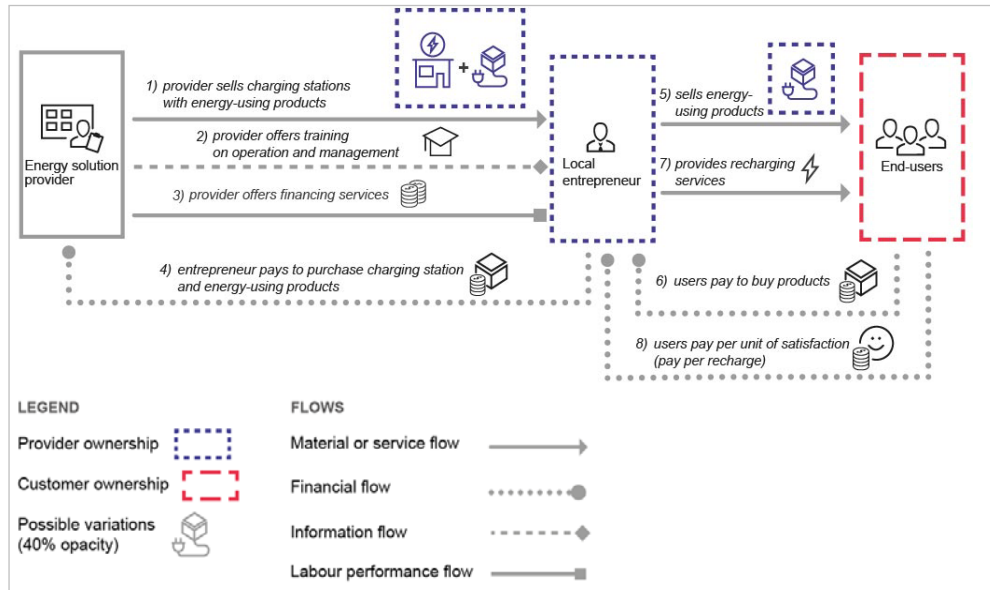 1) provider sells charging stations
with energy-using products
2) provider offers training
on operation and management
3) provider offers financing services
Energy solution
provider
Local
entrepreneur
5) sells energy-
using products
7) provides recharging
services
End-users
4) entrepreneur pays to purchase charging station
and energy-using products
6) users pay to buy products
8) users pay per unit of satisfaction
(pay per recharge)
LEGEND
Provider ownership
Customer ownership
Possible variations
(40% opacity)
FLOWS
Material or service flow
Financial flow
Information flow
Labour performance flow